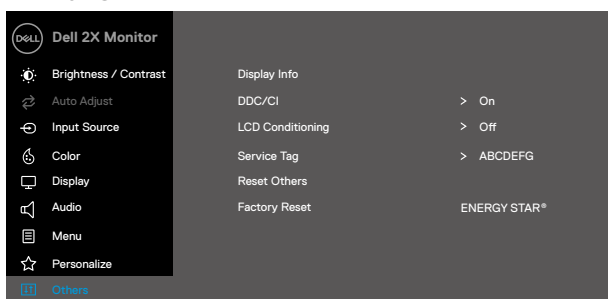 DELL Dell 2X Monitor
Brightness / Contrast Display Info
Auto Adjust DDC/CI > On
Input Source LCD Conditioning > Off
Color Service Tag > ABCDEFG
Display Reset Others
Audio Factory Reset ENERGY STAR®
Menu
Personalize
Others